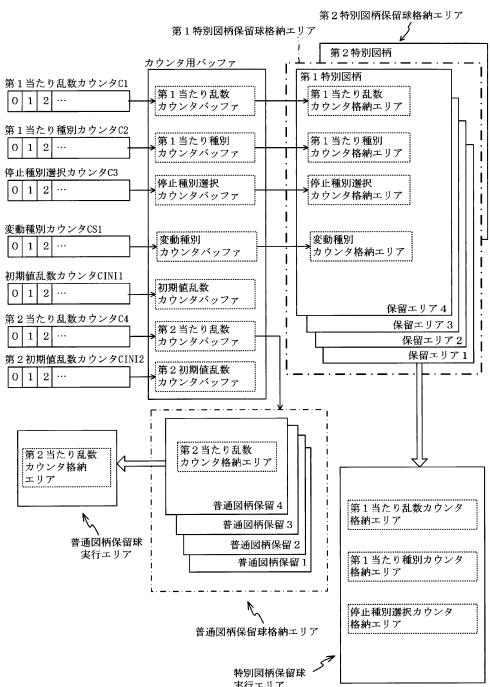 第2特別図柄保留球格納エリア
第1特別図柄保留球格納エリア
第2特別図柄
カウンタ用バッファ
第1特別図柄
第1当たり乱数カウンタC1
0 1 2 …
第1当たり乱数
カウンタバッファ
第1当たり乱数
カウンタ格納エリア
第1当たり種別カウンタC2
0 1 2 …
第1当たり種別
カウンタバッファ
第1当たり種別
カウンタ格納エリア
停止種別選択カウンタC3
0 1 2 …
停止種別選択
カウンタバッファ
停止種別選択
カウンタ格納エリア
変動種別カウンタCS1
0 1 2 …
変動種別
カウンタバッファ
変動種別
カウンタ格納エリア
初期値乱数カウンタCINI1
0 1 2 …
初期値乱数
カウンタバッファ
第2当たり乱数カウンタC4
0 1 2 …
第2当たり乱数
カウンタバッファ
第2初期値乱数カウンタCINI2
0 1 2 …
第2初期値乱数
カウンタバッファ
保留エリア4
保留エリア3
保留エリア2
保留エリア1
第2当たり乱数
カウンタ格納
エリア
普通図柄保留球
実行エリア
第2当たり乱数
カウンタ格納エリア
普通図柄保留4
普通図柄保留3
普通図柄保留2
普通図柄保留1
普通図柄保留球格納エリア
第1当たり乱数カウンタ
格納エリア
第1当たり種別カウンタ
格納エリア
停止種別選択カウンタ
格納エリア
特別図柄保留球
実行エリア